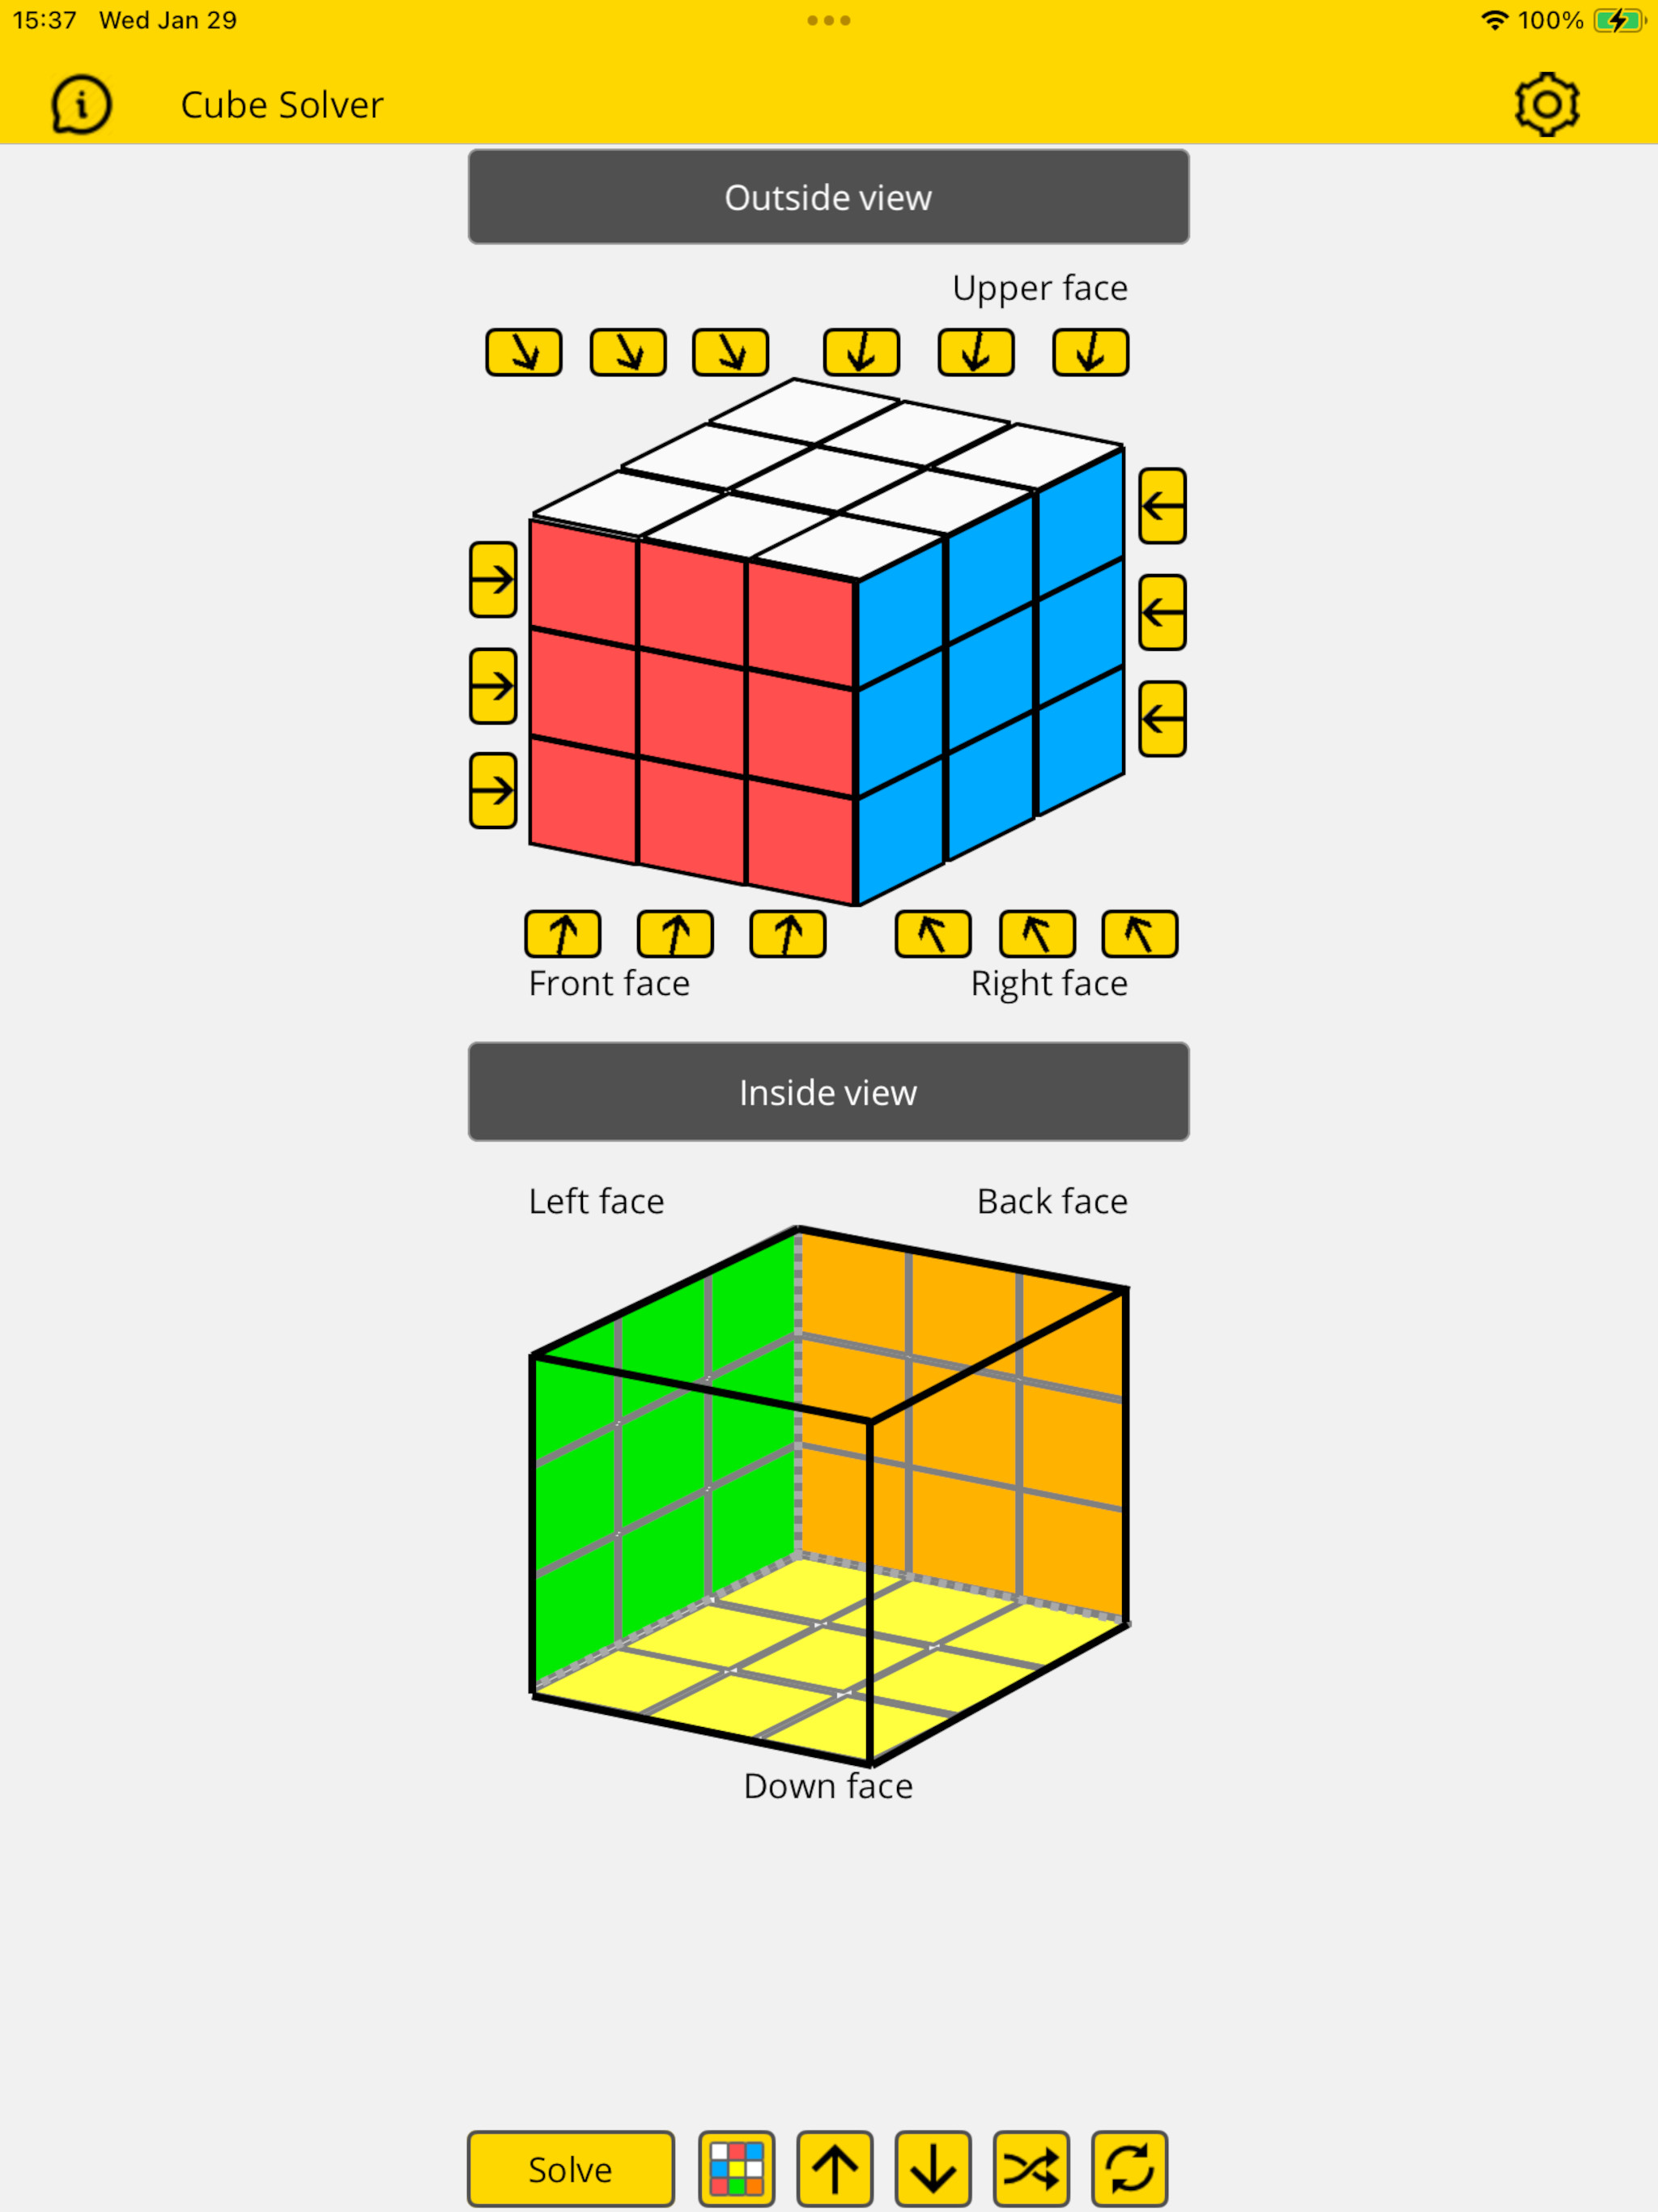 15:37 Wed Jan 29
100%
Cube Solver
Outside view
Upper face
Front face
Right face
Inside view
Left face
Back face
Down face
Solve